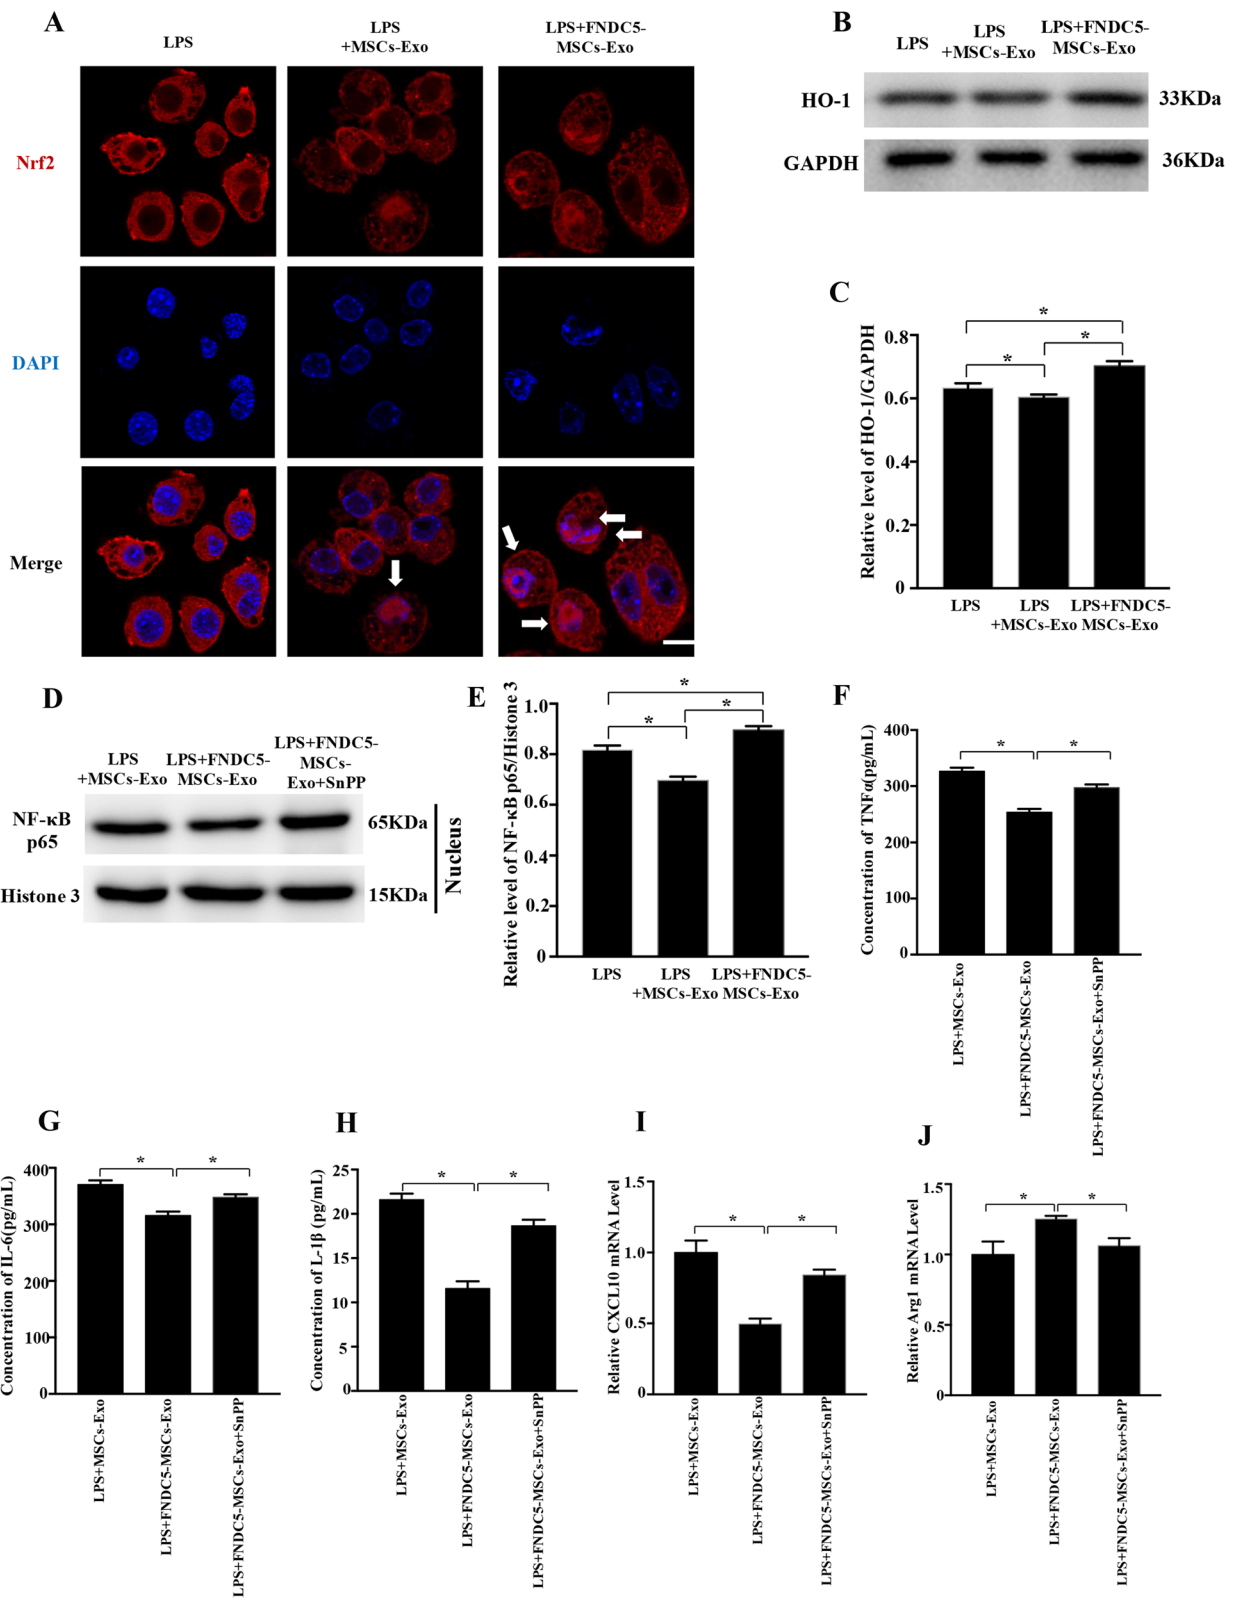 A
LPS
LPS
+MSCs-Exo
LPS+FNDC5-
MSCs-Exo
Nrf2
DAPI
Merge
B
LPS
LPS
+MSCs-Exo
LPS+FNDC5-
MSCs-Exo
HO-1
33KDa
GAPDH
36KDa
C
Relative level of HO-1/GAPDH
0.8
0.6
0.4
0.2
0
*
*
*
LPS
LPS
+MSCs-Exo
LPS+FNDC5-
MSCs-Exo
D
LPS
+MSCs-Exo
LPS+FNDC5-
MSCs-Exo
LPS+FNDC5-
MSCs-
Exo+SnPP
NF-κB
p65
65KDa
Histone 3
15KDa
Nucleus
E
Relative level of NF-κB p65/Histone 3
1.0
0.8
0.6
0.4
0.2
0
*
*
*
LPS
LPS
+MSCs-Exo
LPS+FNDC5-
MSCs-Exo
F
Concentration of TNFα(pg/mL)
400
300
200
100
0
*
*
LPS+MSCs-Exo
LPS+FNDC5-MSCs-Exo
LPS+FNDC5-MSCs-Exo+SnPP
G
Concentration of IL-6(pg/mL)
400
300
200
100
0
*
*
LPS+MSCs-Exo
LPS+FNDC5-MSCs-Exo
LPS+FNDC5-MSCs-Exo+SnPP
H
Concentration of L-1β (pg/mL)
25
20
15
10
5
0
*
*
LPS+MSCs-Exo
LPS+FNDC5-MSCs-Exo
LPS+FNDC5-MSCs-Exo+SnPP
I
Relative CXCL10 mRNA Level
1.5
1.0
0.5
0
*
*
LPS+MSCs-Exo
LPS+FNDC5-MSCs-Exo
LPS+FNDC5-MSCs-Exo+SnPP
J
Relative Arg1 mRNA Level
1.5
1.0
0.5
0
*
*
LPS+MSCs-Exo
LPS+FNDC5-MSCs-Exo
LPS+FNDC5-MSCs-Exo+SnPP